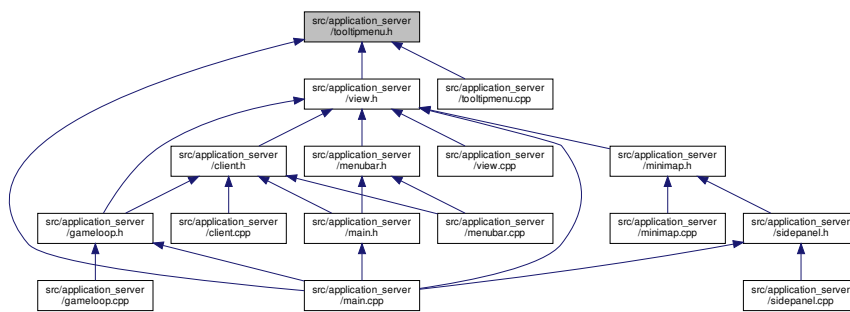 src/application_server
/tooltipmenu.h
src/application_server
/view.h
src/application_server
/tooltipmenu.cpp
src/application_server
/client.h
src/application_server
/menubar.h
src/application_server
/view.cpp
src/application_server
/minimap.h
src/application_server
/gameloop.h
src/application_server
/client.cpp
src/application_server
/main.h
src/application_server
/menubar.cpp
src/application_server
/minimap.cpp
src/application_server
/sidepanel.h
src/application_server
/gameloop.cpp
src/application_server
/main.cpp
src/application_server
/sidepanel.cpp